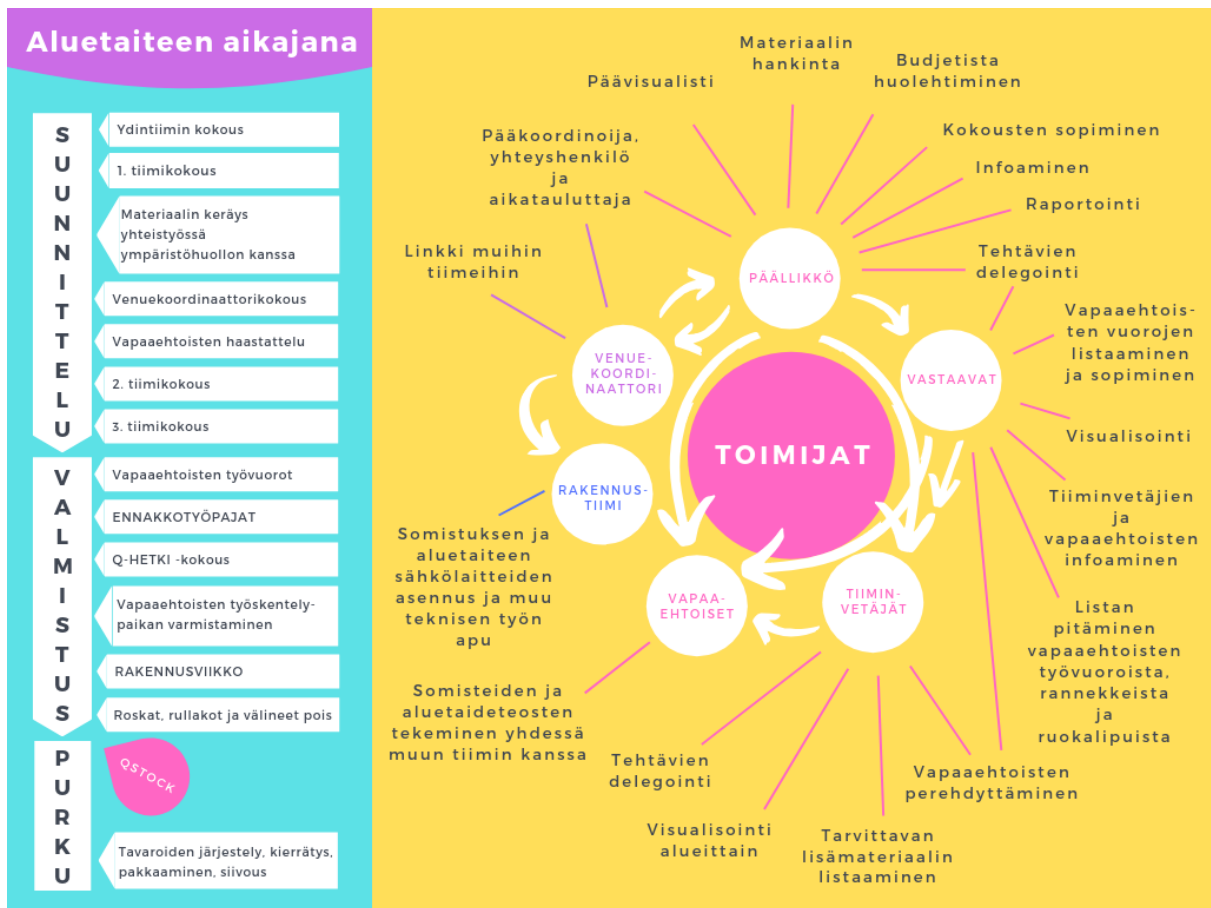 Aluetaiteen aikajana
SUUNNITTELU
Ydintiimin kokous
1. tiimikokous
Materiaalin keräys
yhteistyössä
ympäristöhuollon kanssa
Venuekoordinaattorikokous
Vapaaehtoisten haastattelu
2. tiimikokous
3. tiimikokous
VALMISTUS
Vapaaehtoisten työvuorot
ENNAKKOTYÖPAJAT
Q-HETKI -kokous
Vapaaehtoisten työskentely-
paikan varmistaminen
RAKENNUSVIIKKO
Roskat, rullakot ja välineet pois
PURKU
QSTOCK
Tavaroiden järjestely, kierrätys,
pakkaaminen, siivous
TOIMIJAT
PÄÄLLIKKÖ
Pääkoordinoija,
yhteyshenkilö
ja
aikatauluttaja
Päävisualisti
Materiaalin
hankinta
Budjetista
huolehtiminen
Kokousten sopiminen
Infoaminen
Raportointi
Tehtävien
delegointi
VASTAAVAT
Vapaaehtois-
ten vuorojen
listaaminen
ja sopiminen
Visualisointi
Tiiminvetäjien
ja
vapaaehtoisten
infoaminen
Listan
pitäminen
vapaaehtoisten
työvuoroista,
rannekkeista
ja
ruokalipuista
Vapaaehtoisten
perehdyttäminen
TIIMIN-
VETÄJÄT
Tarvittavan
lisämateriaalin
listaaminen
Visualisointi
alueittain
Tehtävien
delegointi
VAPAA-
EHTOISET
Somisteiden ja
aluetaideteosten
tekeminen yhdessä
muun tiimin kanssa
RAKENNUS-
TIIMI
Somistuksen ja
aluetaiteen
sähkölaitteiden
asennus ja muu
teknisen työn
apu
VENUE-
KOORDI-
NAATTORI
Linkki muihin
tiimeihin